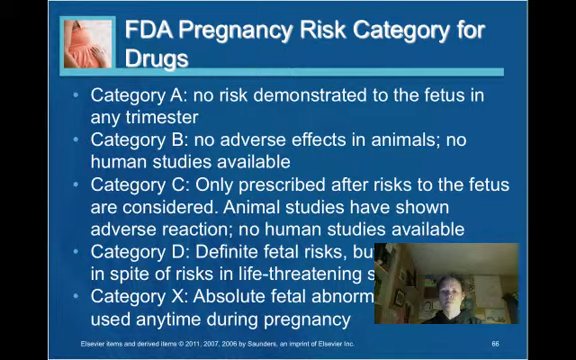 FDA Pregnancy Risk Category for
Drugs
• Category A: no risk demonstrated to the fetus in
any trimester
• Category B: no adverse effects in animals; no
human studies available
• Category C: Only prescribed after risks to the fetus
are considered. Animal studies have shown
adverse reaction; no human studies available
• Category D: Definite fetal risks,
in spite of risks in life-threatening
• Category X: Absolute fetal
used anytime during pregnancy
Elsevier items and derived items © 2011, 2007, 2006 by Saunders, an imprint of Elsevier Inc.
66